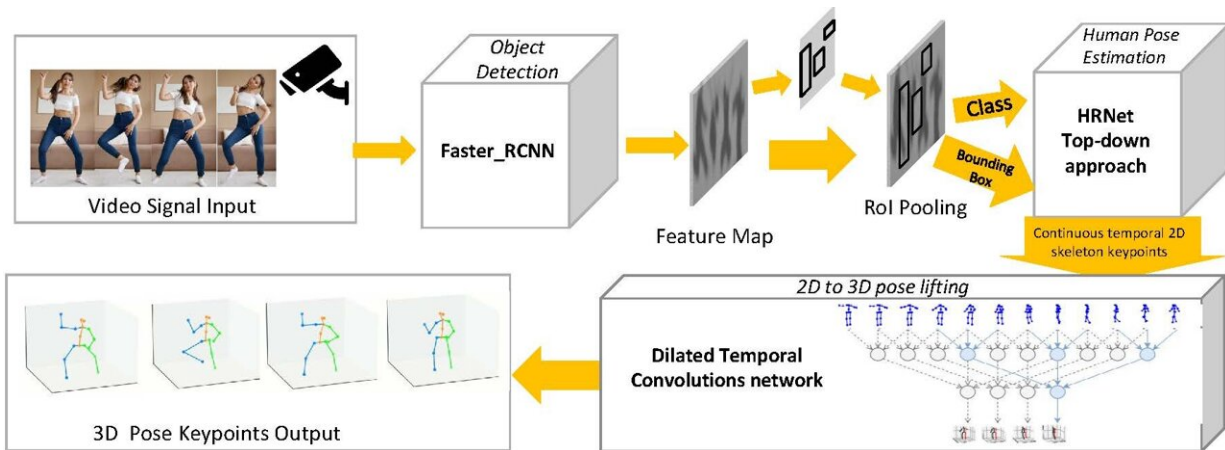 Video Signal Input
Object
Detection
Faster_RCNN
Feature Map
RoI Pooling
Class
Bounding
Box
Human Pose
Estimation
HRNet
Top-down
approach
Continuous temporal 2D
skeleton keypoints
2D to 3D pose lifting
Dilated Temporal
Convolutions network
3D Pose Keypoints Output